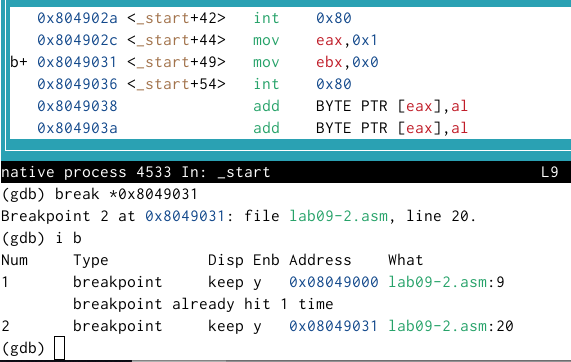 0x804902a <_start+42>   int    0x80
0x804902c <_start+44>   mov    eax,0x1
b+ 0x8049031 <_start+49>   mov    ebx,0x0
0x8049036 <_start+54>   int    0x80
0x8049038               add    BYTE PTR [eax],al
0x804903a               add    BYTE PTR [eax],al
native process 4533 In: _start L9
(gdb) break *0x8049031
Breakpoint 2 at 0x8049031: file lab09-2.asm, line 20.
(gdb) i b
Num     Type           Disp Enb Address    What
1       breakpoint     keep y   0x08049000 lab09-2.asm:9
        breakpoint already hit 1 time
2       breakpoint     keep y   0x08049031 lab09-2.asm:20
(gdb)